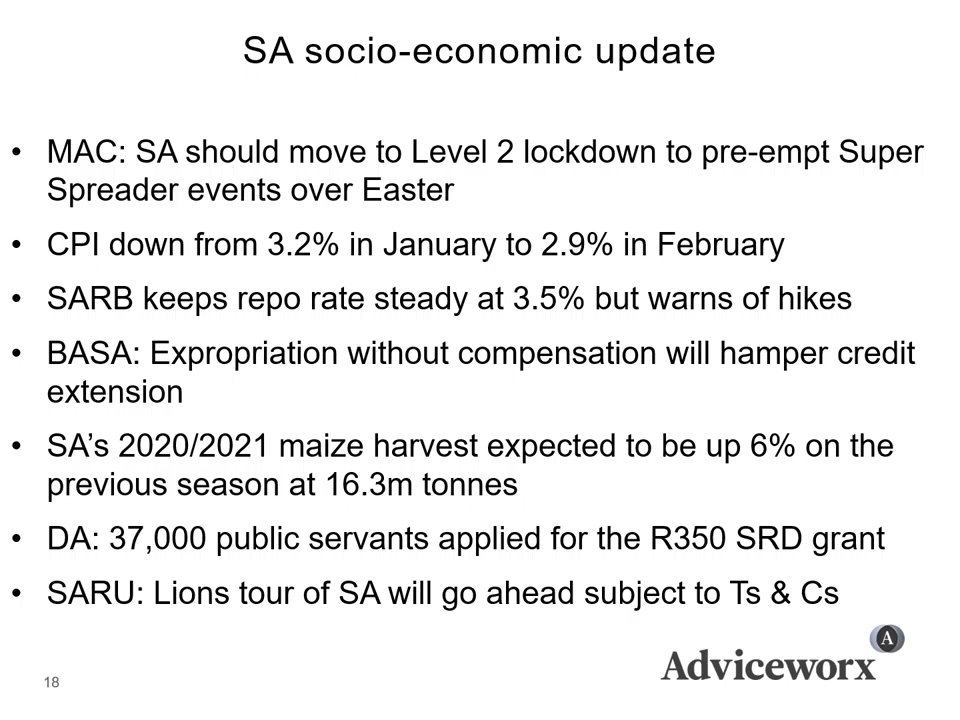 SA socio-economic update
• MAC: SA should move to Level 2 lockdown to pre-empt Super
Spreader events over Easter
• CPI down from 3.2% in January to 2.9% in February
• SARB keeps repo rate steady at 3.5% but warns of hikes
• BASA: Expropriation without compensation will hamper credit
extension
• SA’s 2020/2021 maize harvest expected to be up 6% on the
previous season at 16.3m tonnes
• DA: 37,000 public servants applied for the R350 SRD grant
• SARU: Lions tour of SA will go ahead subject to Ts & Cs
A
Adviceworx
18